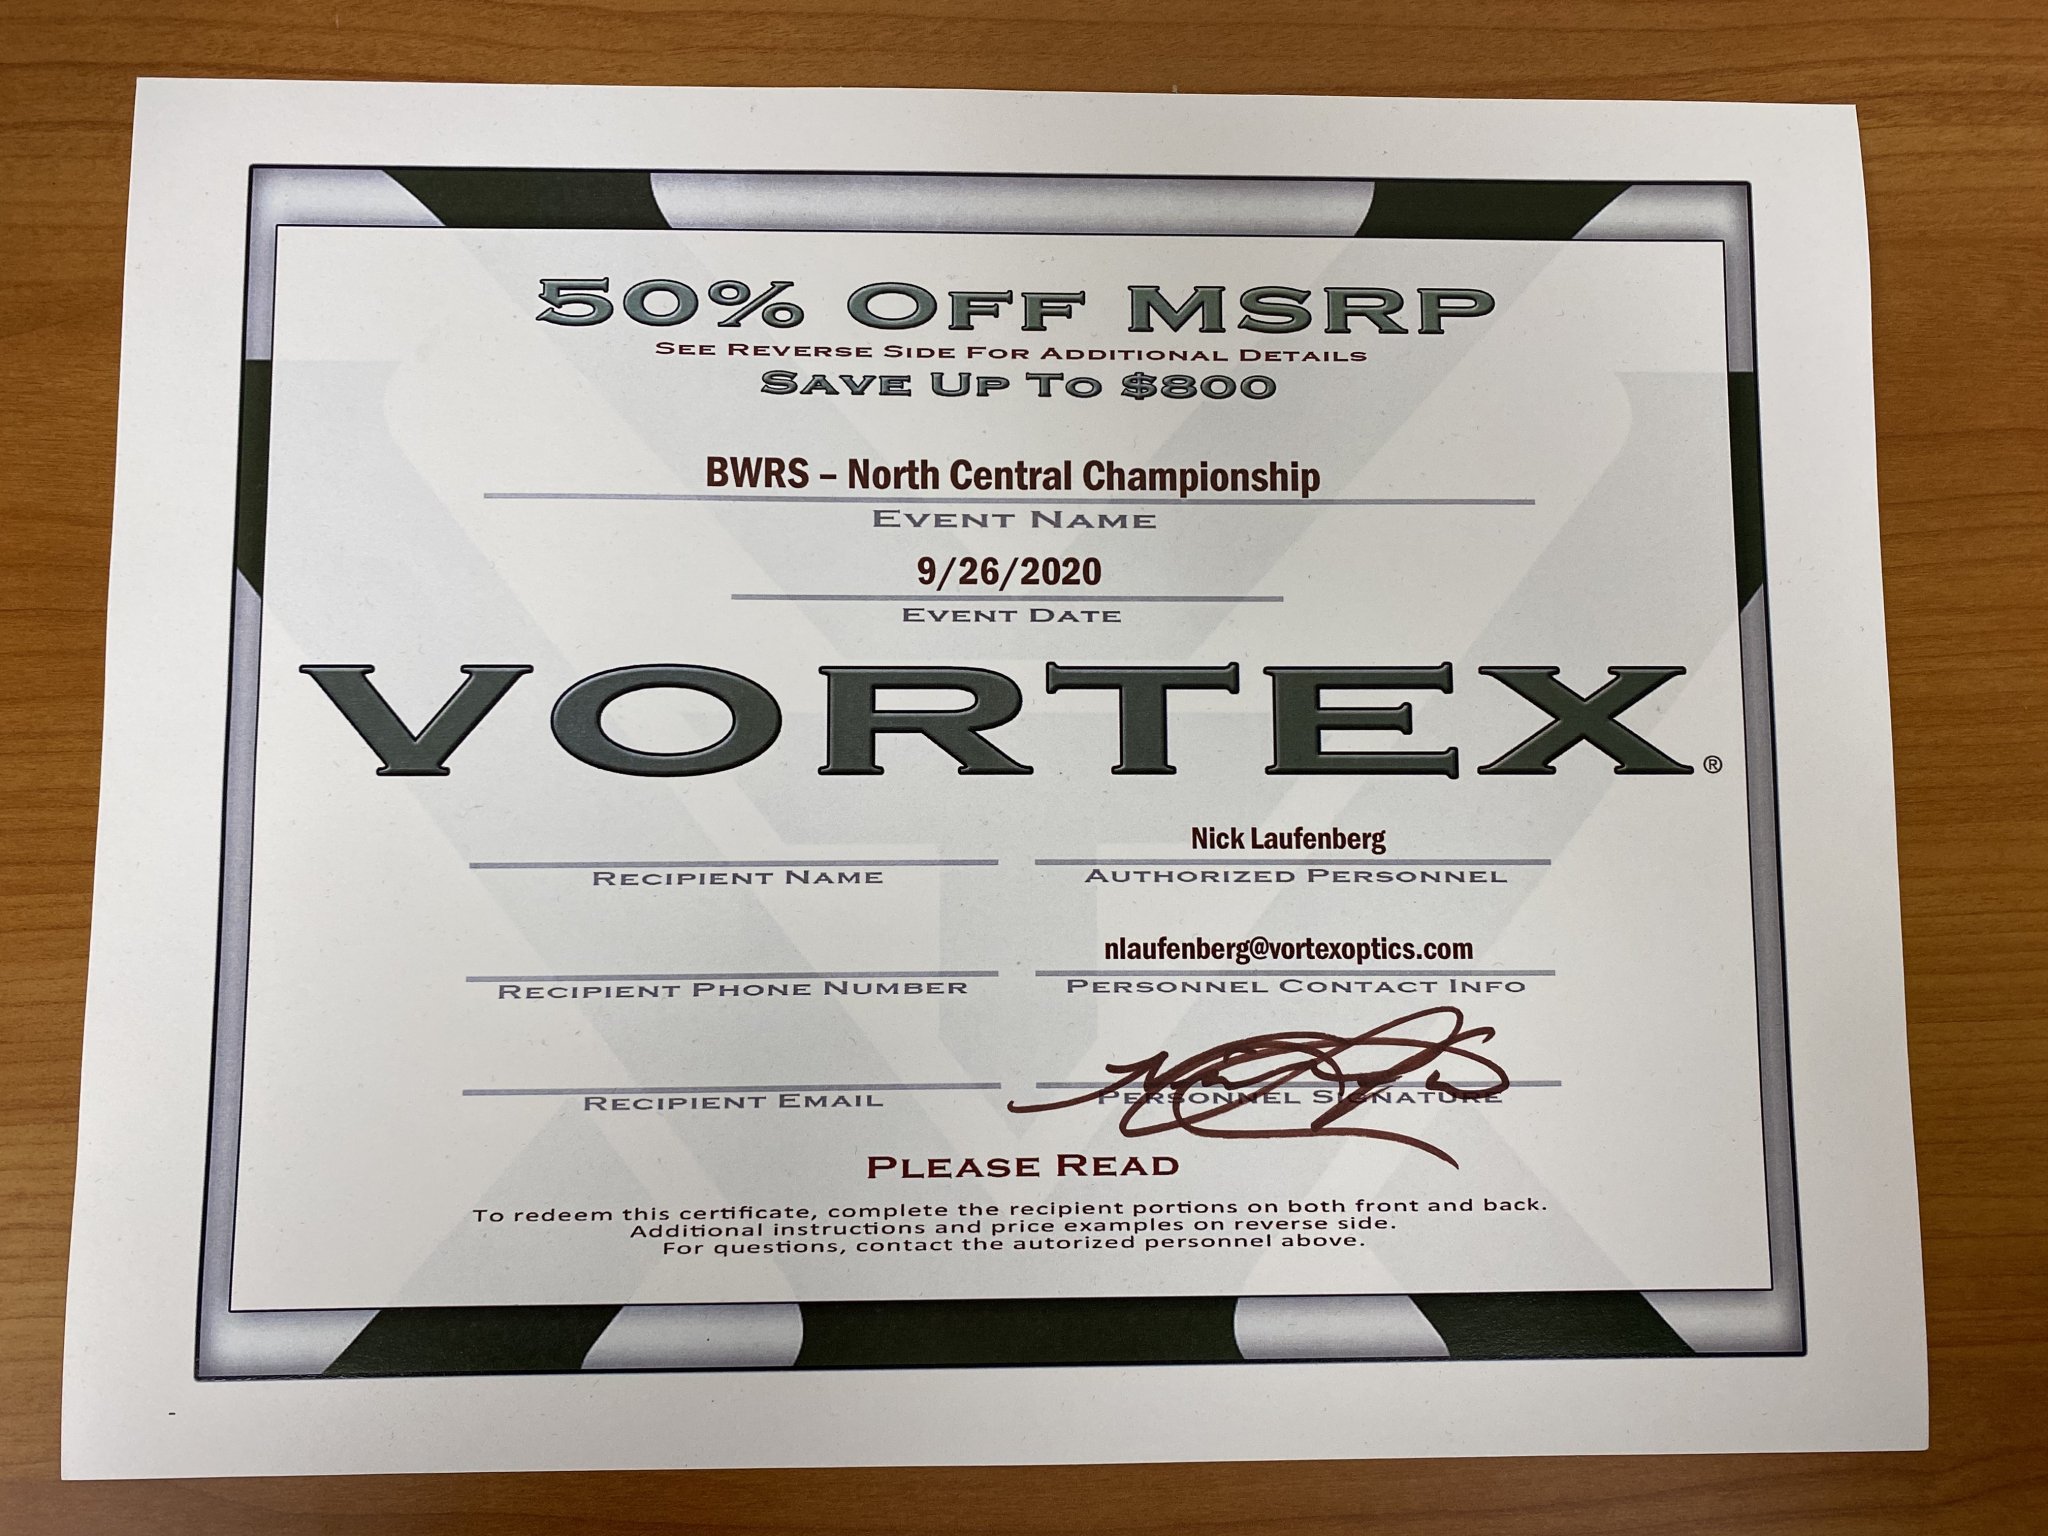 50% OFF MSRP
SEE REVERSE SIDE FOR ADDITIONAL DETAILS
SAVE UP TO $800
BWRS – North Central Championship
EVENT NAME
9/26/2020
EVENT DATE
VORTEX®
Nick Laufenberg
RECIPIENT NAME AUTHORIZED PERSONNEL
nlaufenberg@vortexoptics.com
RECIPIENT PHONE NUMBER PERSONNEL CONTACT INFO
RECIPIENT EMAIL PERSONNEL SIGNATURE
PLEASE READ
To redeem this certificate, complete the recipient portions on both front and back.
Additional instructions and price examples on reverse side.
For questions, contact the autorized personnel above.